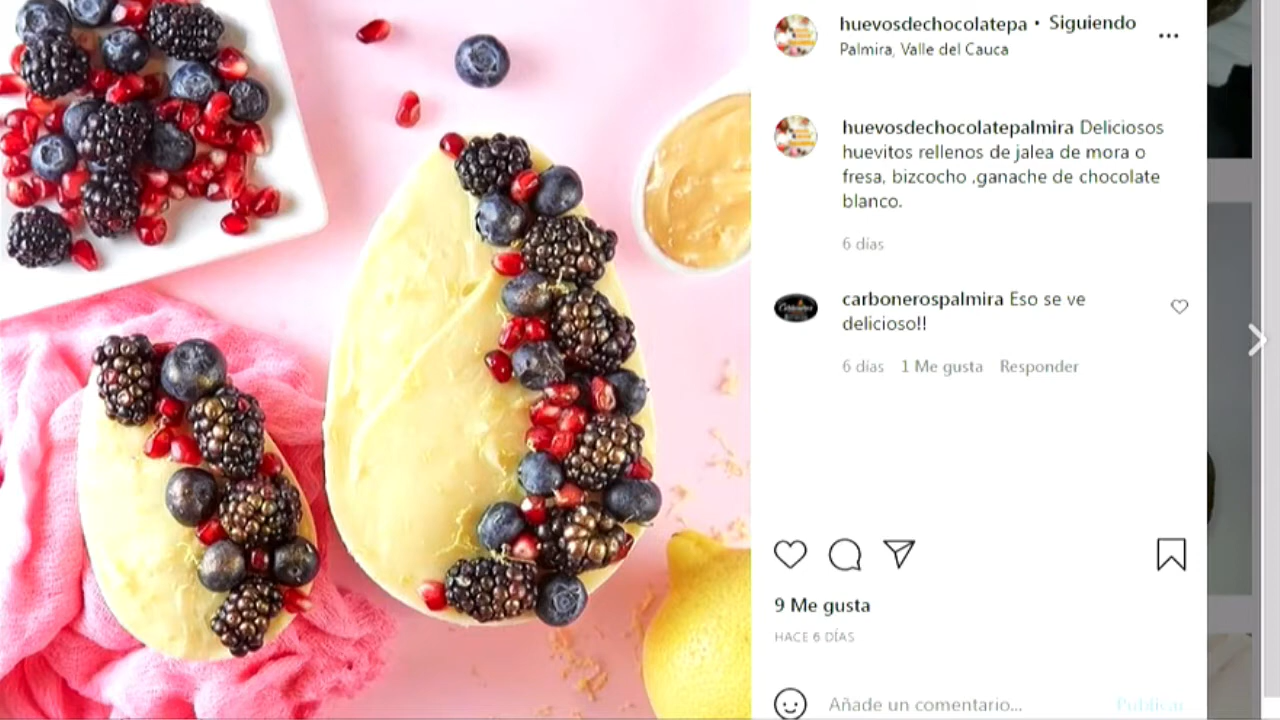 huevosdechocolatepa • Siguiendo
Palmira, Valle del Cauca
huevosdechocolatepalmira Deliciosos
huevitos rellenos de jalea de mora o
fresa, bizcocho ,ganache de chocolate
blanco.
6 días
carbonerospalmira Eso se ve
delicioso!!
6 días 1 Me gusta Responder
9 Me gusta
HACE 6 DÍAS
Añade un comentario... Publicar